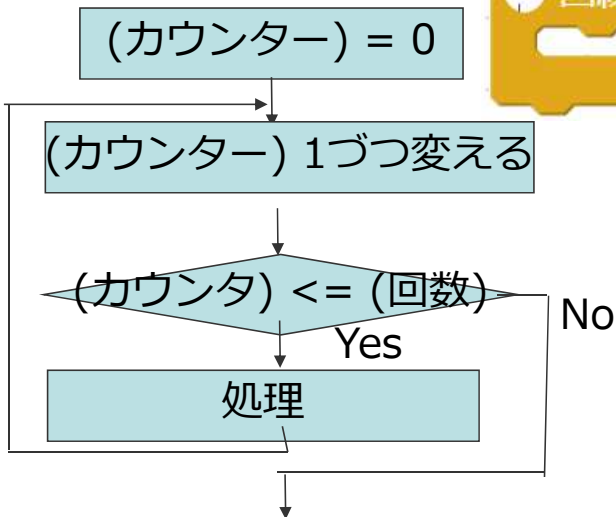 (カウンター) = 0
(カウンター) 1づつ変える
(カウンタ) <= (回数)
No
Yes
処理